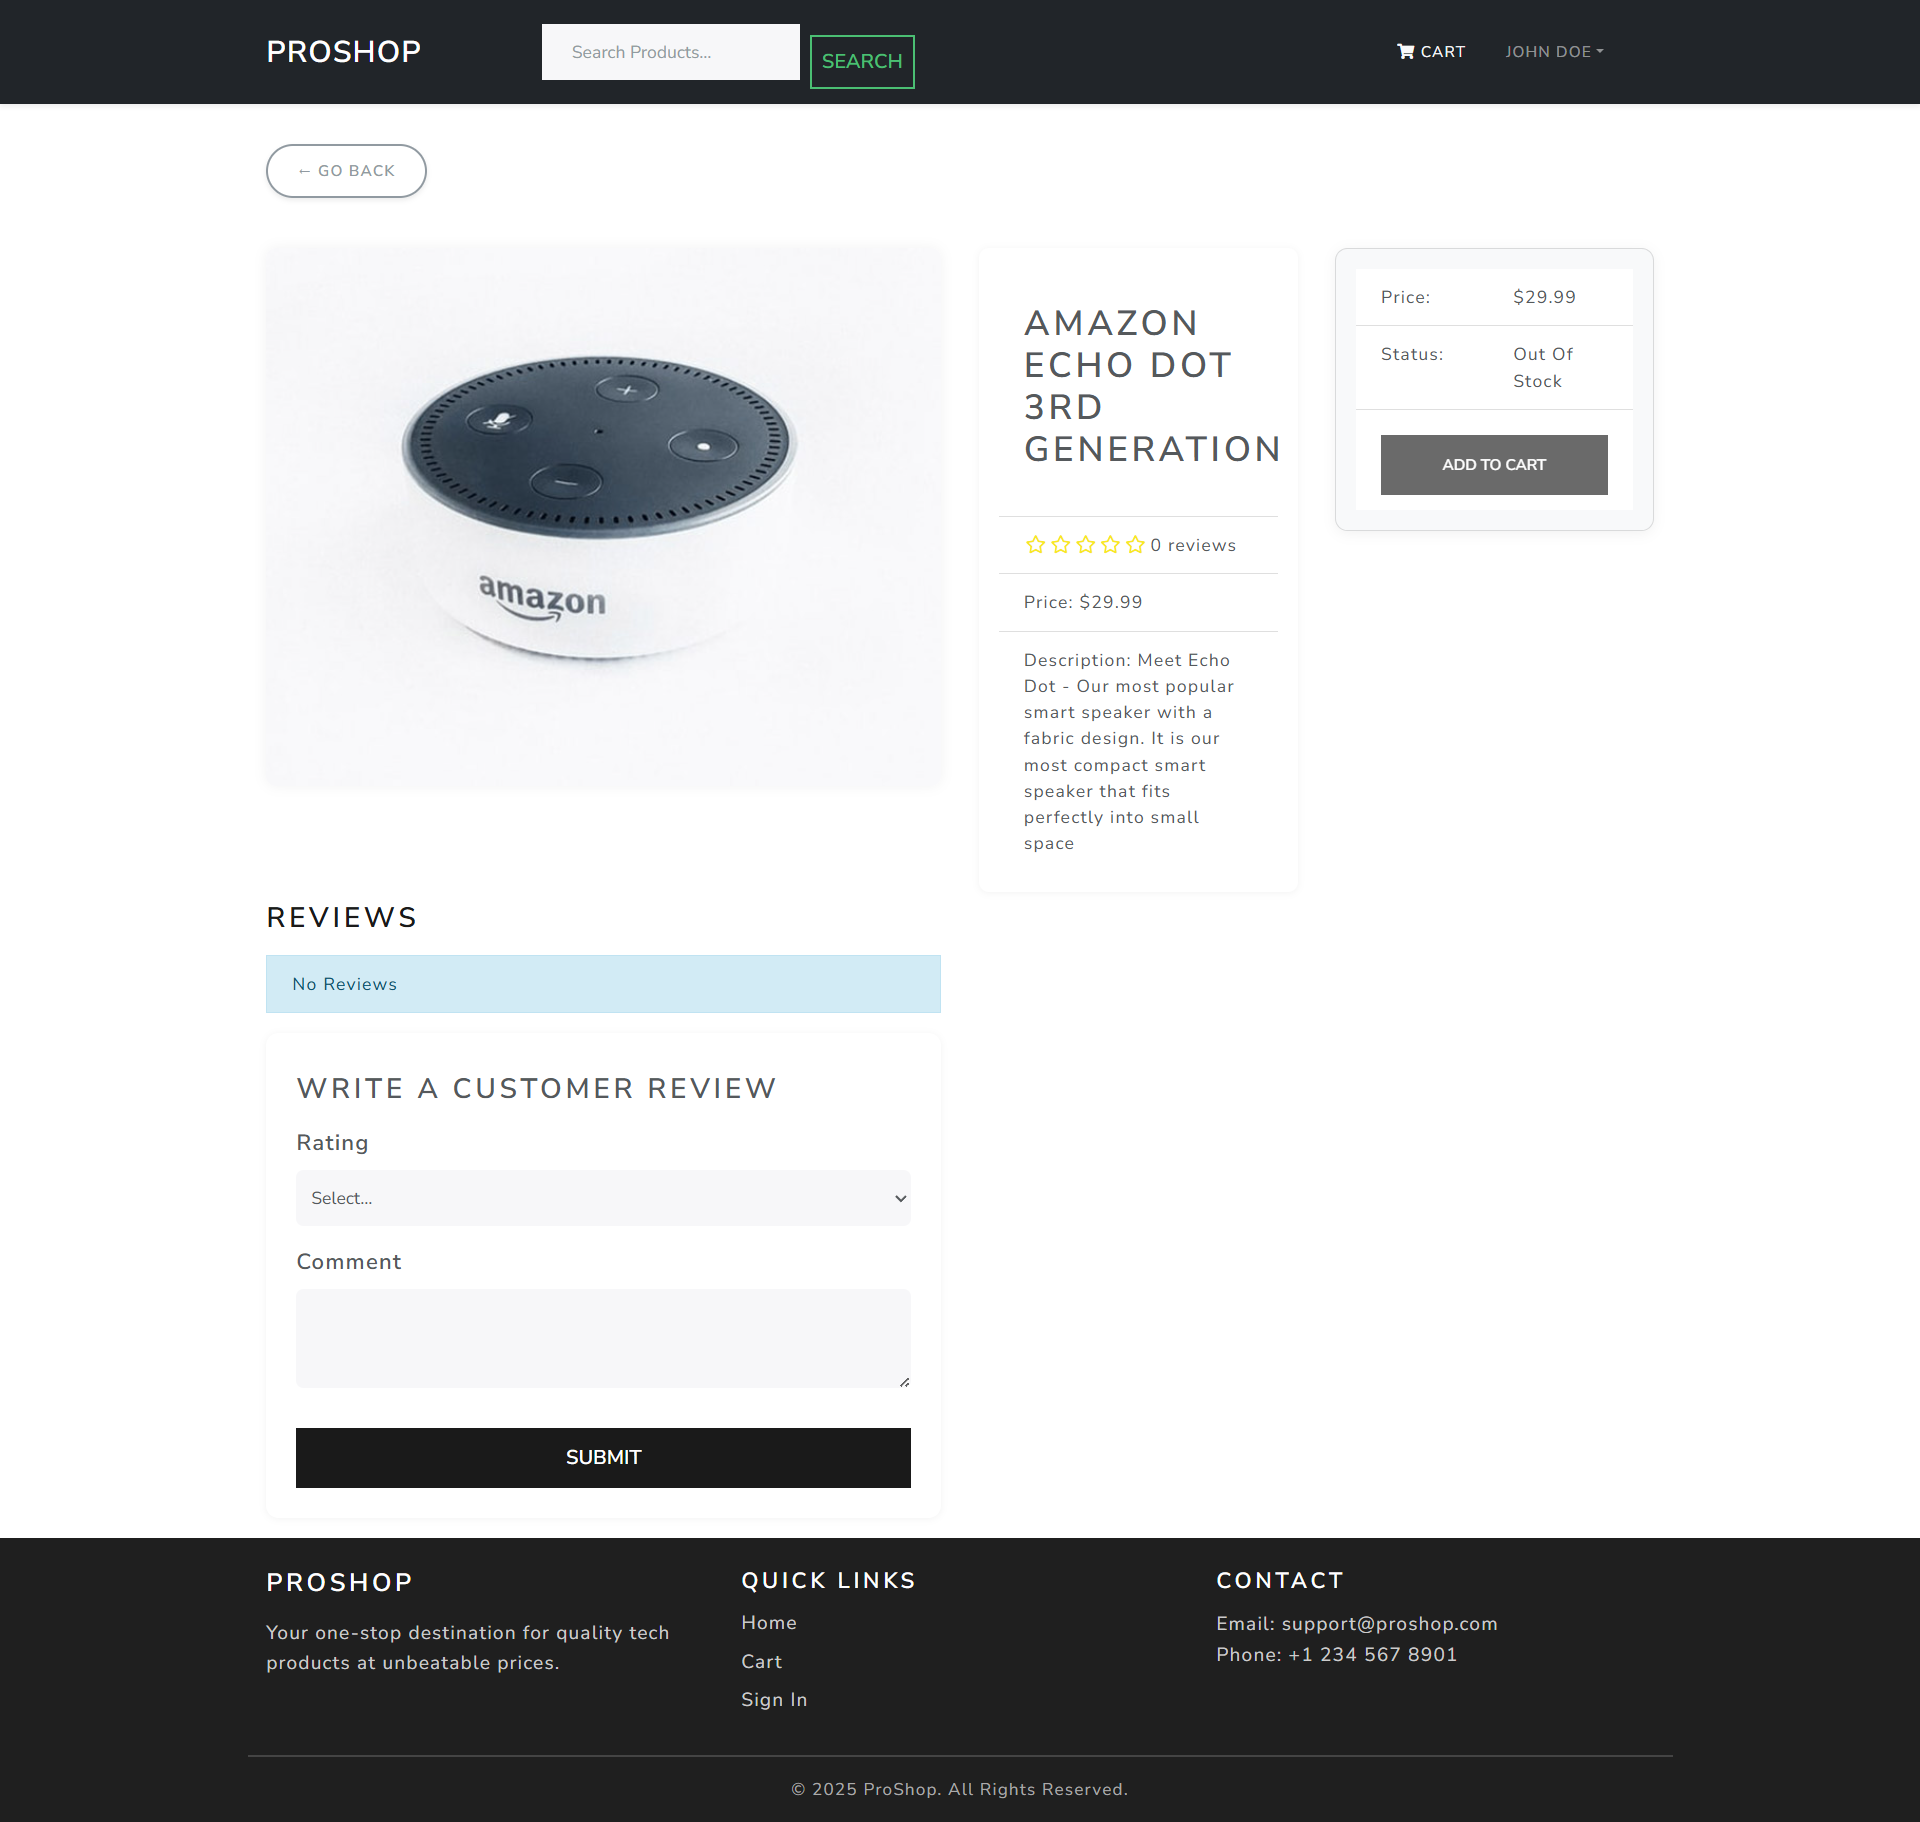 PROSHOP
Search Products...
SEARCH
CART
JOHN DOE
← GO BACK
amazon
AMAZON
ECHO DOT
3RD
GENERATION
0 reviews
Price: $29.99
Description: Meet Echo
Dot - Our most popular
smart speaker with a
fabric design. It is our
most compact smart
speaker that fits
perfectly into small
space
Price: $29.99
Status: Out Of
Stock
ADD TO CART
REVIEWS
No Reviews
WRITE A CUSTOMER REVIEW
Rating
Select...
Comment
SUBMIT
PROSHOP
Your one-stop destination for quality tech
products at unbeatable prices.
QUICK LINKS
Home
Cart
Sign In
CONTACT
Email: support@proshop.com
Phone: +1 234 567 8901
© 2025 ProShop. All Rights Reserved.